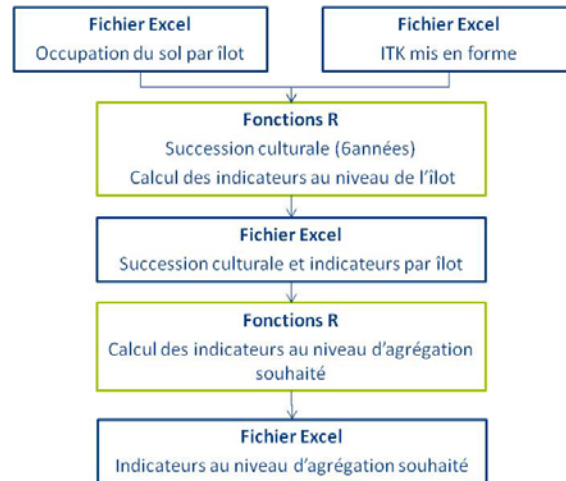 Fichier Excel
Occupation du sol par îlot
Fichier Excel
ITK mis en forme
Fonctions R
Succession culturale (6années)
Calcul des indicateurs au niveau de l'îlot
Fichier Excel
Succession culturale et indicateurs par îlot
Fonctions R
Calcul des indicateurs au niveau d'agrégation
souhaité
Fichier Excel
Indicateurs au niveau d'agrégation souhaité